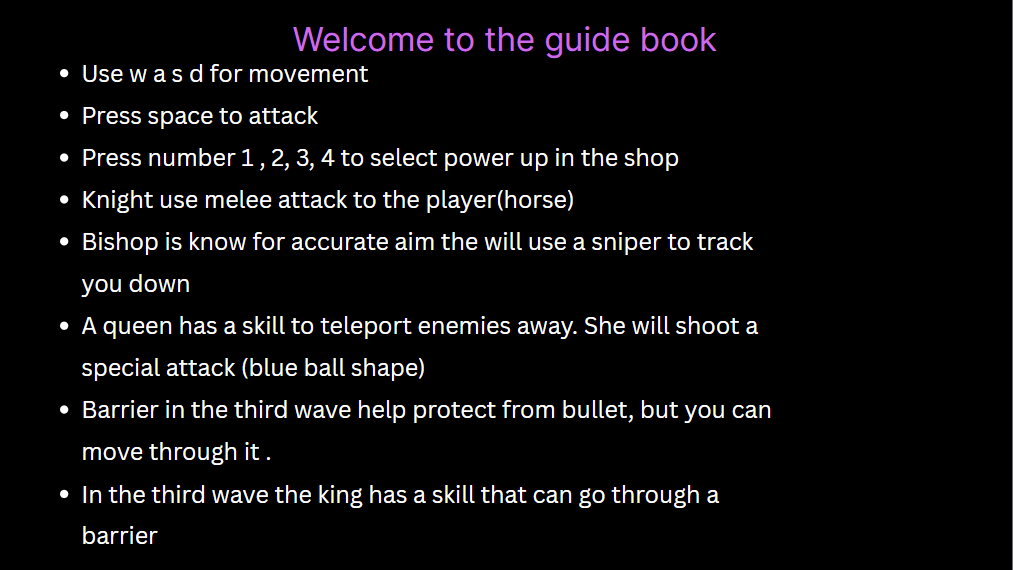 Welcome to the guide book
• Use w a s d for movement
• Press space to attack
• Press number 1 , 2, 3, 4 to select power up in the shop
• Knight use melee attack to the player(horse)
• Bishop is know for accurate aim the will use a sniper to track
you down
• A queen has a skill to teleport enemies away. She will shoot a
special attack (blue ball shape)
• Barrier in the third wave help protect from bullet, but you can
move through it .
• In the third wave the king has a skill that can go through a
barrier